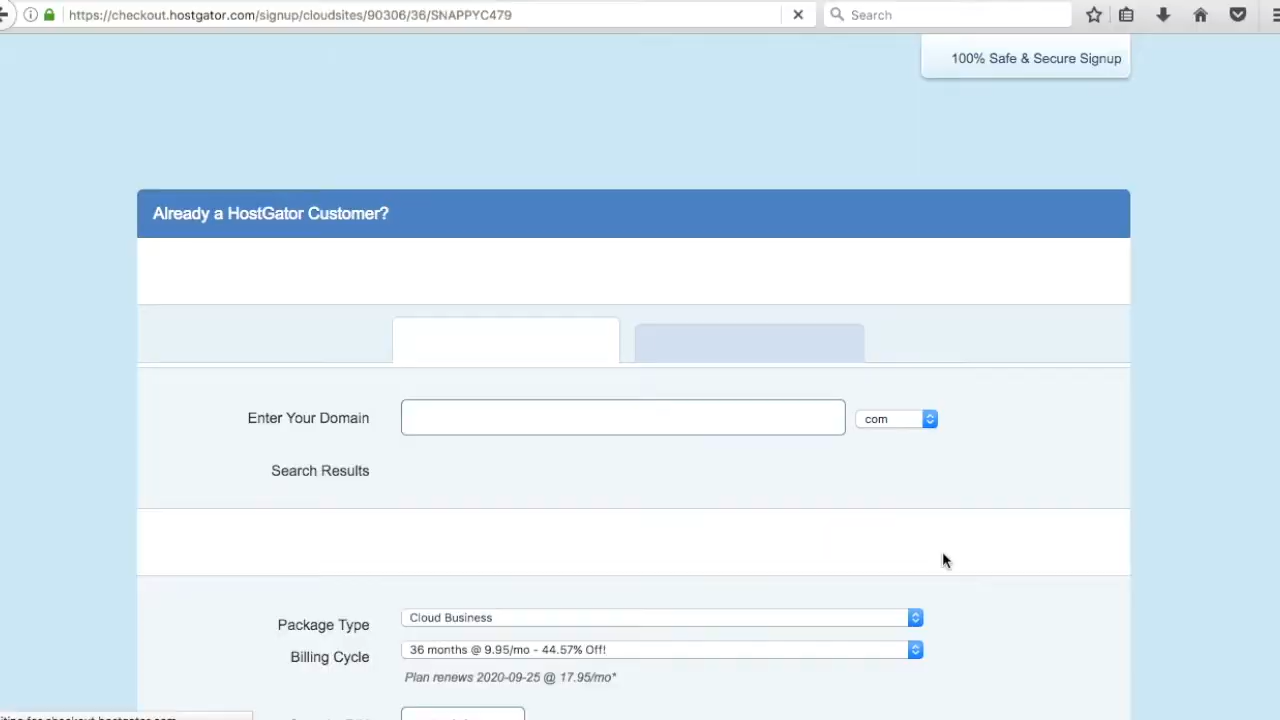 https://checkout.hostgator.com/signup/cloudsites/90306/36/SNAPPYC479
Search
100% Safe & Secure Signup
Already a HostGator Customer?
Enter Your Domain
com
Search Results
Package Type
Cloud Business
Billing Cycle
36 months @ 9.95/mo - 44.57% Off!
Plan renews 2020-09-25 @ 17.95/mo*